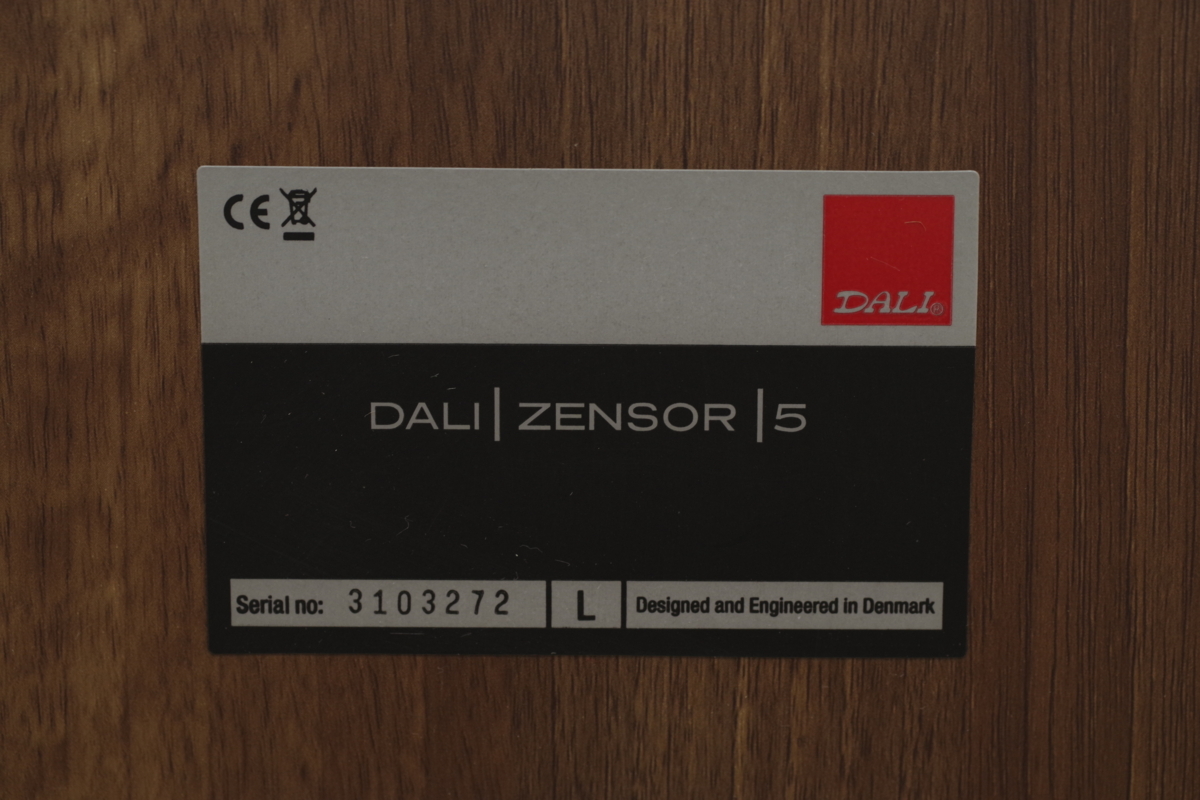 CE
DALI®
DALI|ZENSOR|5
Serial no: 3103272 L Designed and Engineered in Denmark